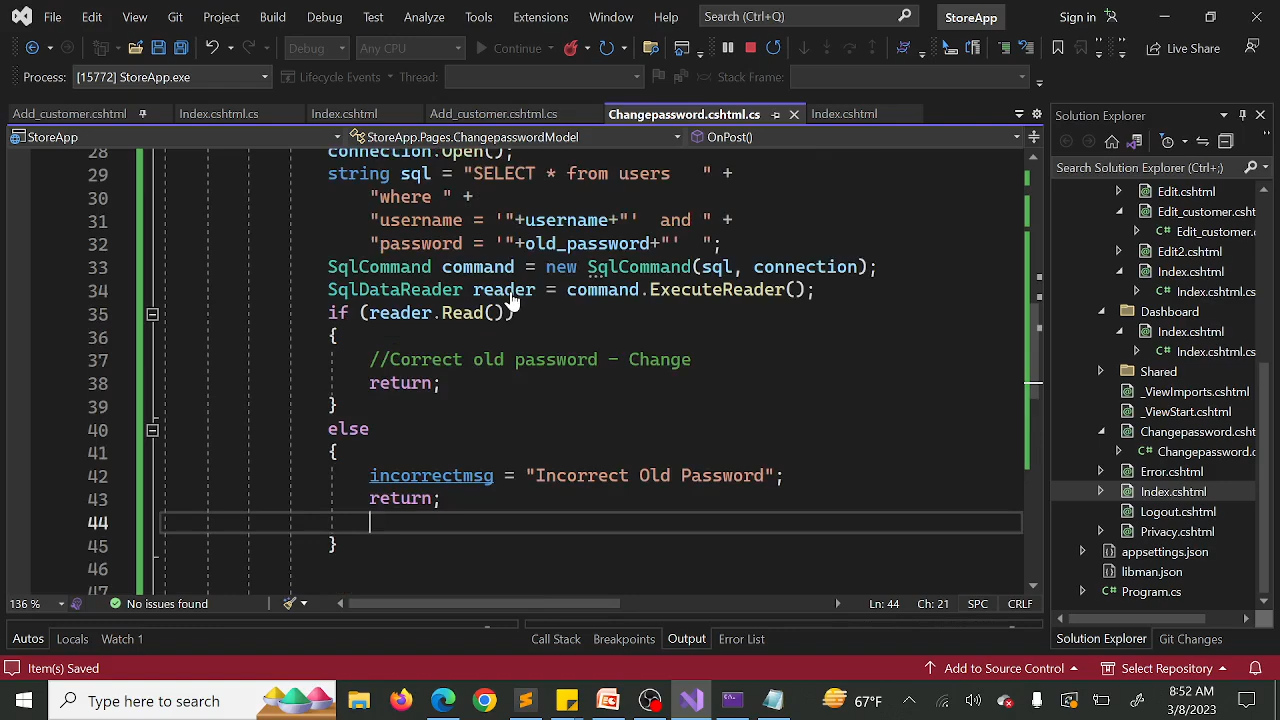 File Edit View Git Project Build Debug Test Analyze Tools Extensions Window Help Search (Ctrl+Q) StoreApp Sign in
Debug Any CPU Continue Live Share
Process: [15772] StoreApp.exe Lifecycle Events Thread: Stack Frame:
Add_customer.cshtml Index.cshtml.cs Index.cshtml Add_customer.cshtml.cs Changepassword.cshtml.cs Index.cshtml
StoreApp StoreApp.Pages.ChangepasswordModel OnPost()
28 connection.Open();
29 string sql = "SELECT * from users " +
30 "where " +
31 "username = '"+username+"' and " +
32 "password = '"+old_password+"' ";
33 SqlCommand command = new SqlCommand(sql, connection);
34 SqlDataReader reader = command.ExecuteReader();
35 if (reader.Read())
36 {
37 //Correct old password - Change
38 return;
39 }
40 else
41 {
42 incorrectmsg = "Incorrect Old Password";
43 return;
44
45 }
46
47
136 % No issues found Ln: 44 Ch: 21 SPC CRLF
Autos Locals Watch 1 Call Stack Breakpoints Output Error List
Solution Explorer
Search Solution Explorer (Ctrl+;)
Edit.cshtml
Edit_customer.csht
Edit_customer.c
Edit2.cshtml
Index.cshtml
Index.cshtml.cs
Dashboard
Index.cshtml
Index.cshtml.cs
Shared
_ViewImports.cshtml
_ViewStart.cshtml
Changepassword.csht
Changepassword.c
Error.cshtml
Index.cshtml
Logout.cshtml
Privacy.cshtml
appsettings.json
libman.json
Program.cs
Solution Explorer Git Changes
Item(s) Saved Add to Source Control Select Repository
Type here to search 67°F 8:52 AM
3/8/2023